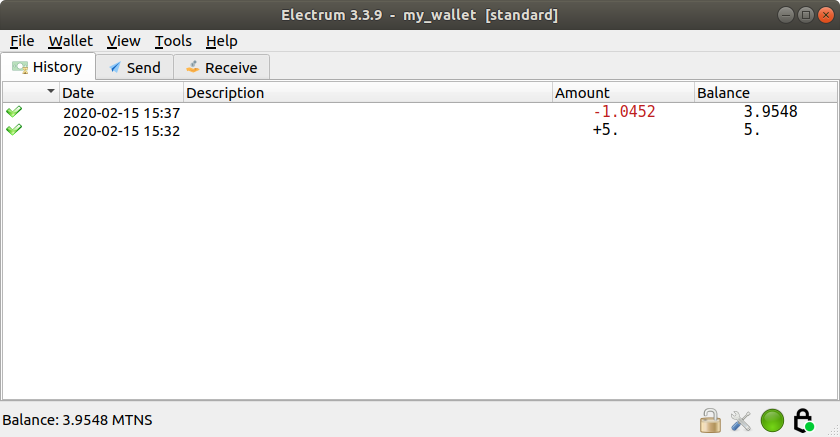 Electrum 3.3.9 - my_wallet [standard]
File Wallet View Tools Help
History Send Receive
Date Description Amount Balance
2020-02-15 15:37 -1.0452 3.9548
2020-02-15 15:32 +5. 5.
Balance: 3.9548 MTNS